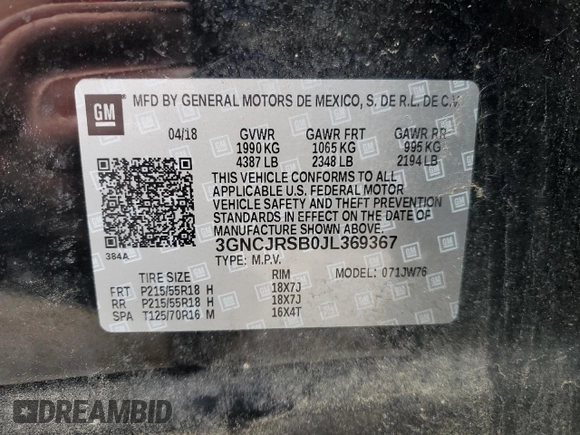 GM
MFD BY GENERAL MOTORS DE MEXICO, S. DE R.L. DE C.V.
04/18 GVWR GAWR FRT GAWR RR
1990 KG 1065 KG 995 KG
4387 LB 2348 LB 2194 LB
THIS VEHICLE CONFORMS TO ALL
APPLICABLE U.S. FEDERAL MOTOR
VEHICLE SAFETY AND THEFT PREVENTION
STANDARDS IN EFFECT ON THE DATE OF
MANUFACTURE SHOWN ABOVE.
384A
3GNCJRSB0JL369367
TYPE: M.P.V.
TIRE SIZE RIM MODEL: 071JW76
FRT P215/55R18 H 18X7J
RR P215/55R18 H 18X7J
SPA T125/70R16 M 16X4T
DREAMBID